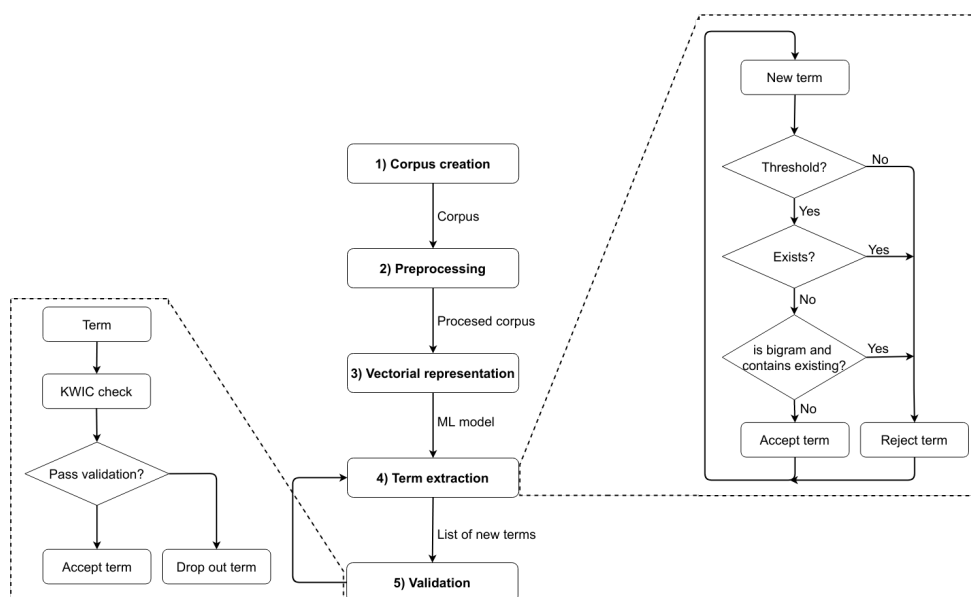 1) Corpus creation
Corpus
2) Preprocessing
Procesed corpus
3) Vectorial representation
ML model
4) Term extraction
List of new terms
5) Validation
Term
KWIC check
Pass validation?
Accept term
Drop out term
New term
Threshold?
No
Yes
Exists?
Yes
No
is bigram and
contains existing?
Yes
No
Accept term
Reject term